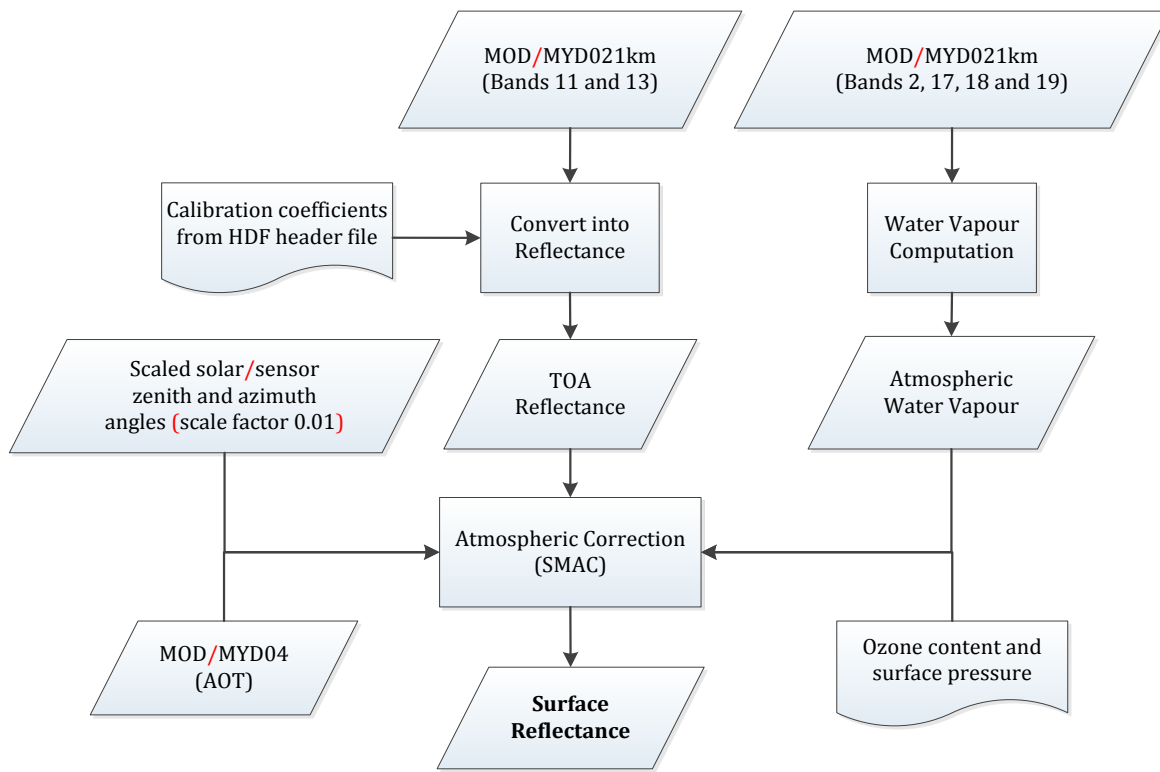 MOD/MYD021km
(Bands 11 and 13)
MOD/MYD021km
(Bands 2, 17, 18 and 19)
Calibration coefficients
from HDF header file
Convert into
Reflectance
Water Vapour
Computation
Scaled solar/sensor
zenith and azimuth
angles (scale factor 0.01)
TOA
Reflectance
Atmospheric
Water Vapour
Atmospheric Correction
(SMAC)
MOD/MYD04
(AOT)
Surface
Reflectance
Ozone content and
surface pressure